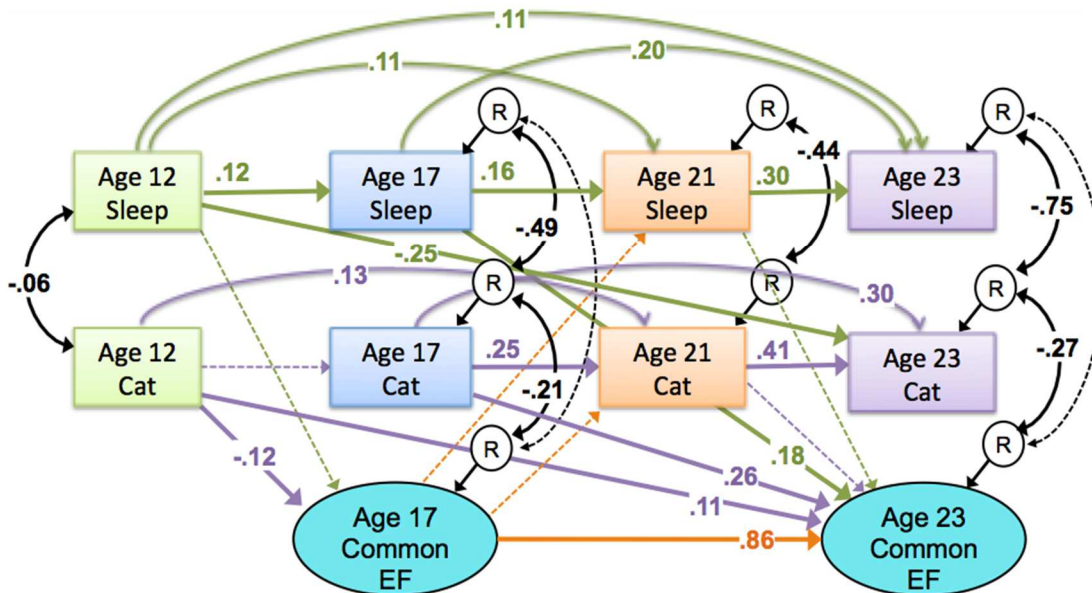 .11
.11
.20
R
R
R
Age 12
Sleep
.12
Age 17
Sleep
.16
Age 21
Sleep
.30
Age 23
Sleep
-.44
-.49
-.75
-.25
-.06
.13
R
R
.30
R
Age 12
Cat
Age 17
Cat
.25
Age 21
Cat
.41
Age 23
Cat
-.21
-.27
-.12
R
.18
R
.26
.11
Age 17
Common
EF
.86
Age 23
Common
EF